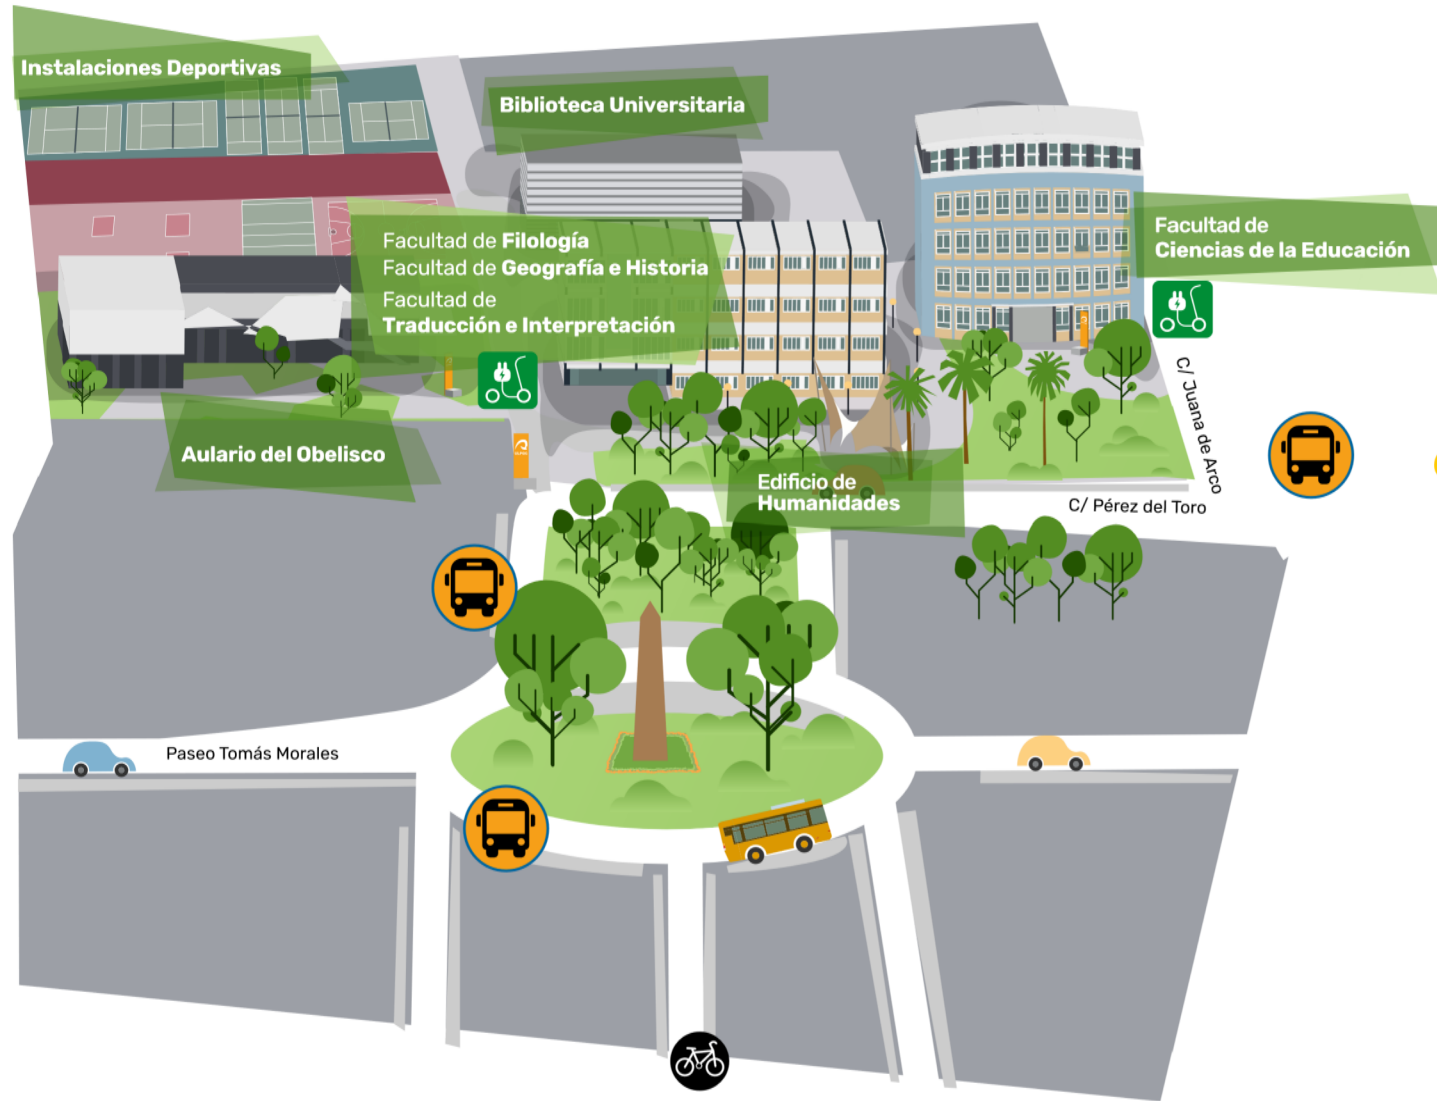 Instalaciones Deportivas
Biblioteca Universitaria
Facultad de Filología
Facultad de Geografía e Historia
Facultad de
Traducción e Interpretación
Facultad de
Ciencias de la Educación
C/ Juana de Arco
Aulario del Obelisco
Edificio de
Humanidades
C/ Pérez del Toro
Paseo Tomás Morales